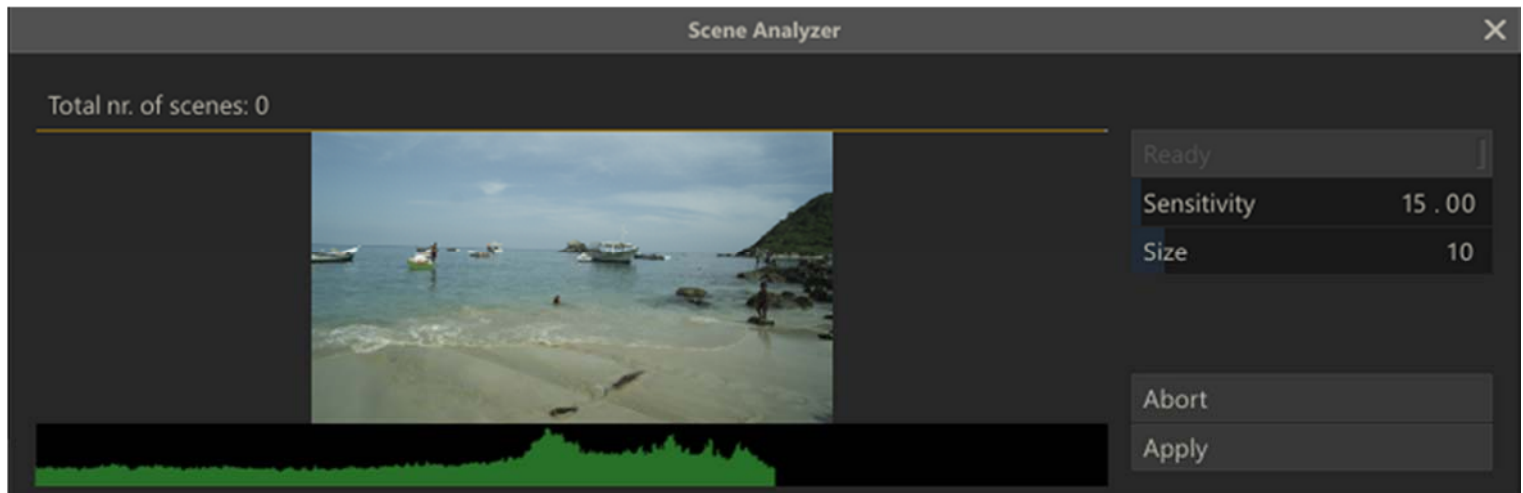 Scene Analyzer
Total nr. of scenes: 0
Ready
Sensitivity 15 . 00
Size 10
Abort
Apply